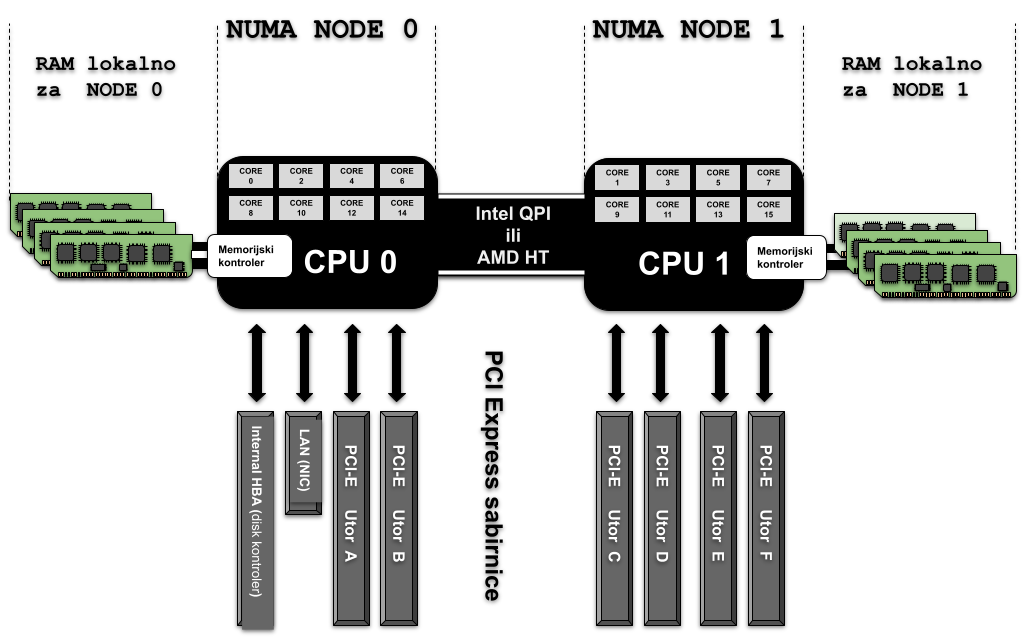 NUMA NODE 0
NUMA NODE 1
RAM lokalno
za NODE 0
RAM lokalno
za NODE 1
CORE
0
CORE
2
CORE
4
CORE
6
CORE
8
CORE
10
CORE
12
CORE
14
Memorijski
kontroler
CPU 0
Intel QPI
ili
AMD HT
CORE
1
CORE
3
CORE
5
CORE
7
CORE
9
CORE
11
CORE
13
CORE
15
CPU 1
Memorijski
kontroler
Internal HBA (disk kontroler)
LAN (NIC)
PCI-E Utor A
PCI-E Utor B
PCI Express sabirnice
PCI-E Utor C
PCI-E Utor D
PCI-E Utor E
PCI-E Utor F